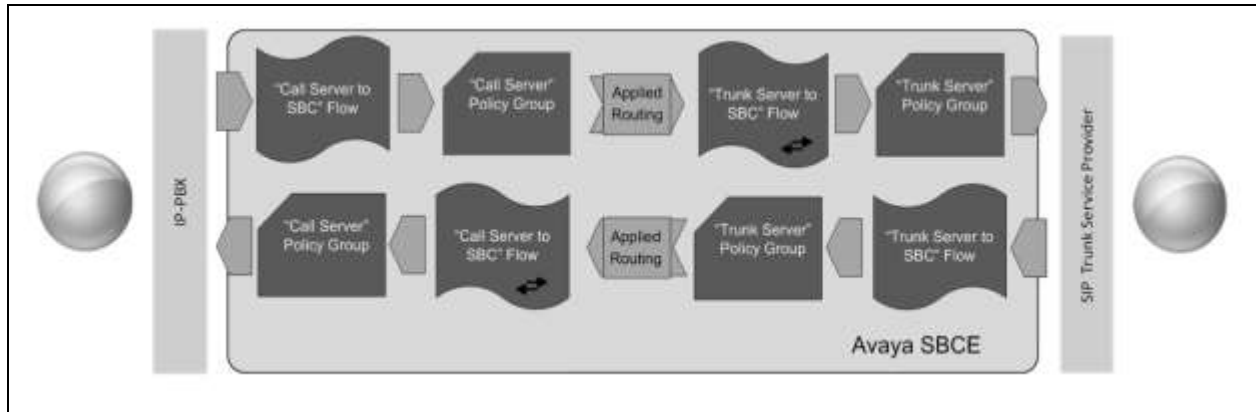 IP-PBX
“Call Server to
SBC” Flow
“Call Server”
Policy Group
Applied
Routing
“Trunk Server to
SBC” Flow
“Trunk Server”
Policy Group
“Call Server”
Policy Group
“Call Server to
SBC” Flow
Applied
Routing
“Trunk Server”
Policy Group
“Trunk Server to
SBC” Flow
SIP Trunk Service Provider
Avaya SBCE